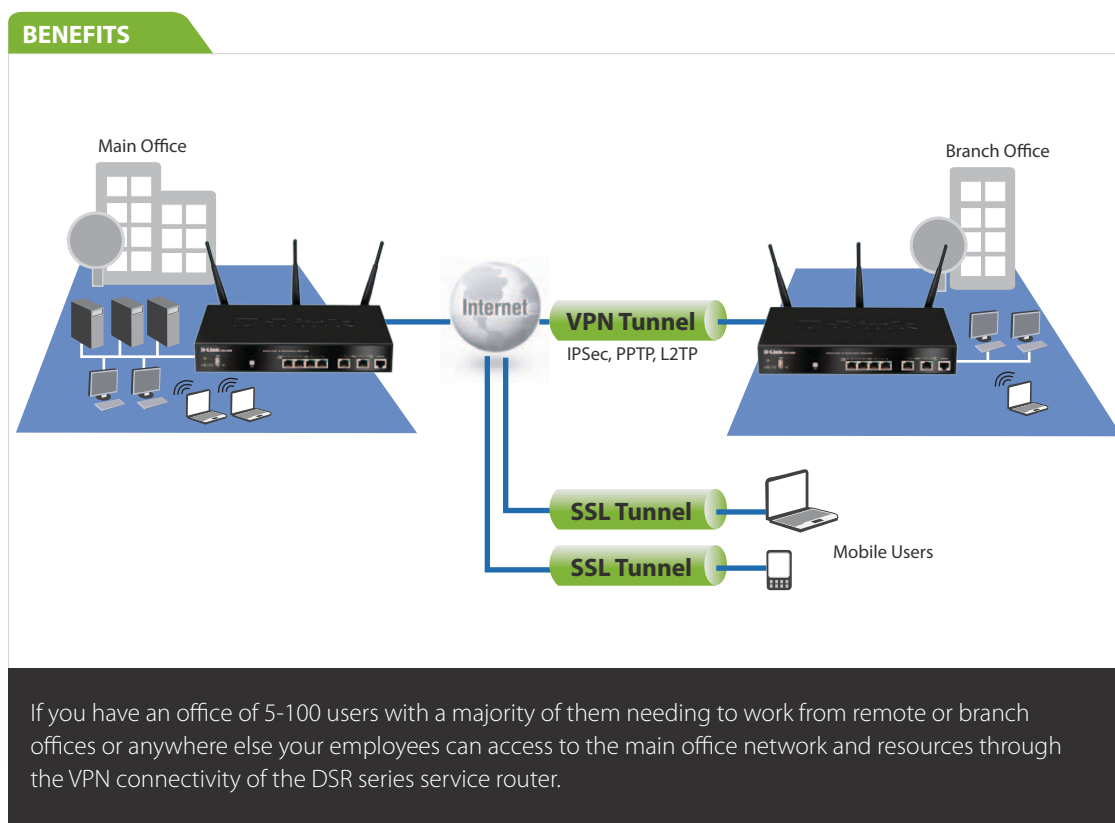 BENEFITS
Main Office
Branch Office
Internet
VPN Tunnel
IPSec, PPTP, L2TP
D-Link
D-Link
D-Link
SSL Tunnel
SSL Tunnel
Mobile Users
If you have an office of 5-100 users with a majority of them needing to work from remote or branch
offices or anywhere else your employees can access to the main office network and resources through
the VPN connectivity of the DSR series service router.